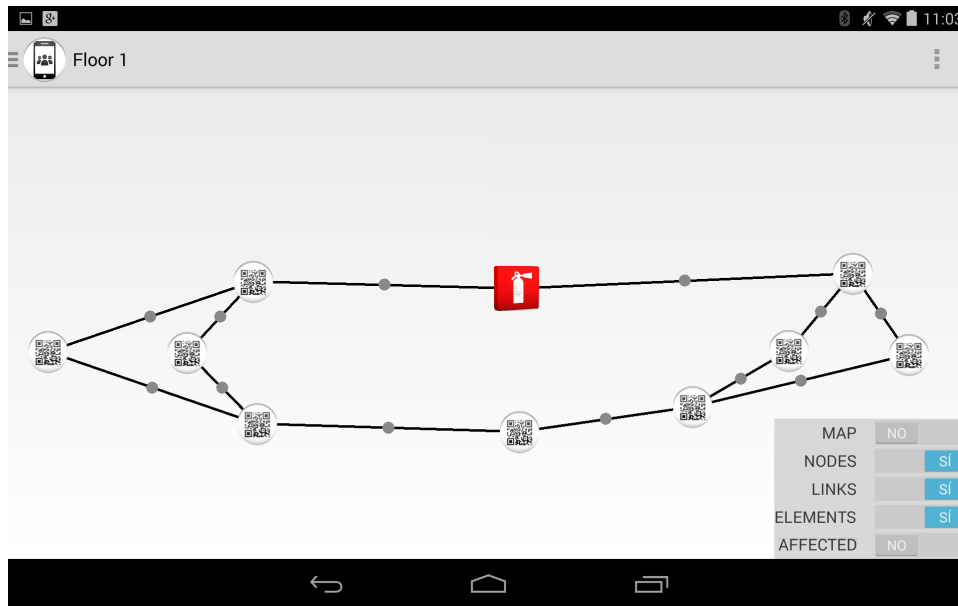 11:03
Floor 1
MAP NO
NODES SÍ
LINKS SÍ
ELEMENTS SÍ
AFFECTED NO